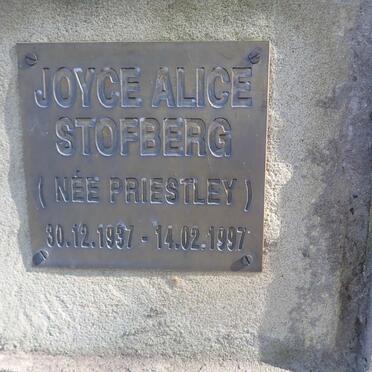 JOYCE ALICE
STOFBERG
( NÉE PRIESTLEY )
30.12.1937 - 14.02.1997